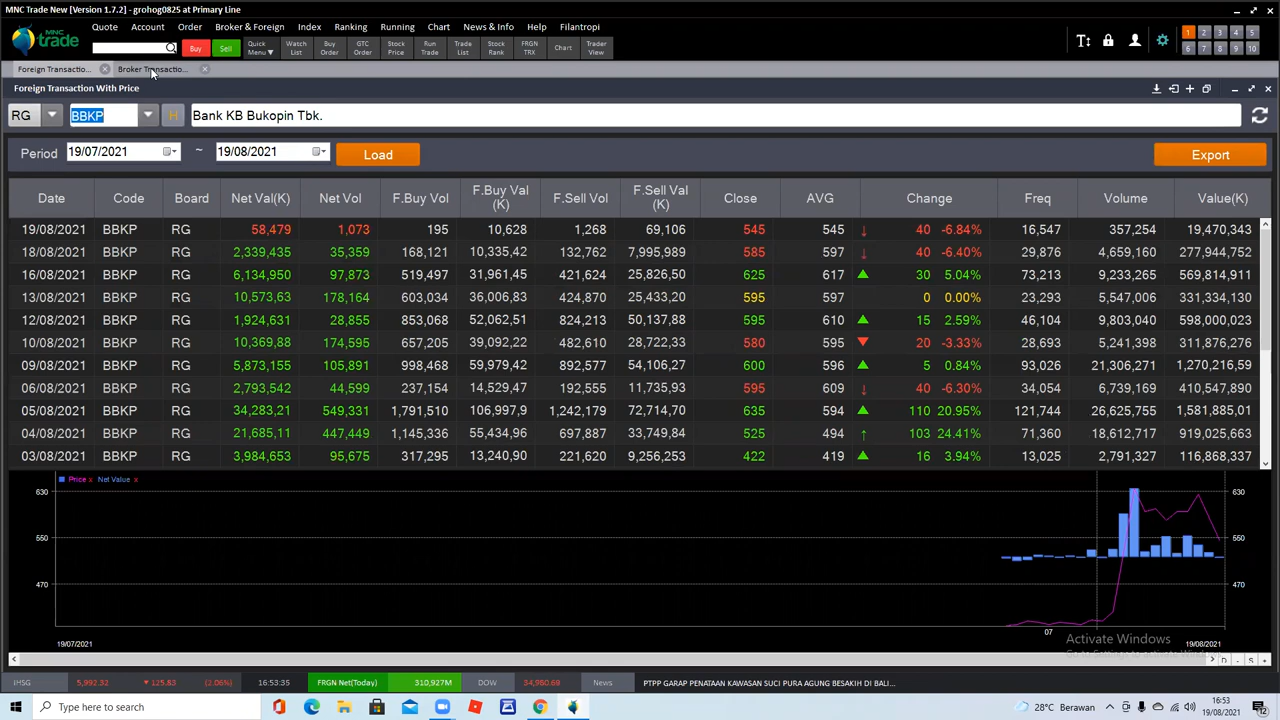 MNC Trade New [Version 1.7.2] - grohog0825 at Primary Line
MNC trade
Quote Account Order Broker & Foreign Index Ranking Running Chart News & Info Help Filantropi
Buy Sell Quick Menu Watch List Buy Order GTC Order Stock Price Run Trade Trade List Stock Rank FRGN TRX Chart Trader View
1 2 3 4 5
6 7 8 9 10
Foreign Transactio... Broker Transactio...
Foreign Transaction With Price
RG BBKP H Bank KB Bukopin Tbk.
Period 19/07/2021 ~ 19/08/2021 Load Export
Date Code Board Net Val(K) Net Vol F.Buy Vol F.Buy Val (K) F.Sell Vol F.Sell Val (K) Close AVG Change Freq Volume Value(K)
19/08/2021 BBKP RG 58,479 1,073 195 10,628 1,268 69,106 545 545 ↓ 40 -6.84% 16,547 357,254 19,470,343
18/08/2021 BBKP RG 2,339,435 35,359 168,121 10,335,42 132,762 7,995,989 585 597 ↓ 40 -6.40% 29,876 4,659,160 277,944,752
16/08/2021 BBKP RG 6,134,950 97,873 519,497 31,961,45 421,624 25,826,50 625 617 ▲ 30 5.04% 73,213 9,233,265 569,814,911
13/08/2021 BBKP RG 10,573,63 178,164 603,034 36,006,83 424,870 25,433,20 595 597 0 0.00% 23,293 5,547,006 331,334,130
12/08/2021 BBKP RG 1,924,631 28,855 853,068 52,062,51 824,213 50,137,88 595 610 ▲ 15 2.59% 46,104 9,803,040 598,000,023
10/08/2021 BBKP RG 10,369,88 174,595 657,205 39,092,22 482,610 28,722,33 580 595 ▼ 20 -3.33% 28,693 5,241,398 311,876,276
09/08/2021 BBKP RG 5,873,155 105,891 998,468 59,979,42 892,577 54,106,27 600 596 ▲ 5 0.84% 93,026 21,306,271 1,270,216,59
06/08/2021 BBKP RG 2,793,542 44,599 237,154 14,529,47 192,555 11,735,93 595 609 ↓ 40 -6.30% 34,054 6,739,169 410,547,890
05/08/2021 BBKP RG 34,283,21 549,331 1,791,510 106,997,9 1,242,179 72,714,70 635 594 ▲ 110 20.95% 121,744 26,625,755 1,581,885,01
04/08/2021 BBKP RG 21,685,11 447,449 1,145,336 55,434,96 697,887 33,749,84 525 494 ↑ 103 24.41% 71,360 18,612,717 919,025,663
03/08/2021 BBKP RG 3,984,653 95,675 317,295 13,240,90 221,620 9,256,253 422 419 ▲ 16 3.94% 13,025 2,791,327 116,868,337
Price x Net Value x
630 630
550 560
470 470
07
19/07/2021 19/08/2021
Activate Windows
D - S +
IHSG 5,992.32 ▼ 125.83 (2.06%) 16:53:35 FRGN Net(Today) 310,927M DOW 34,960.69 News PTPP GARAP PENATAAN KAWASAN SUCI PURA AGUNG BESAKIH DI BALI...
Type here to search
28°C Berawan
16:53
19/08/2021
12